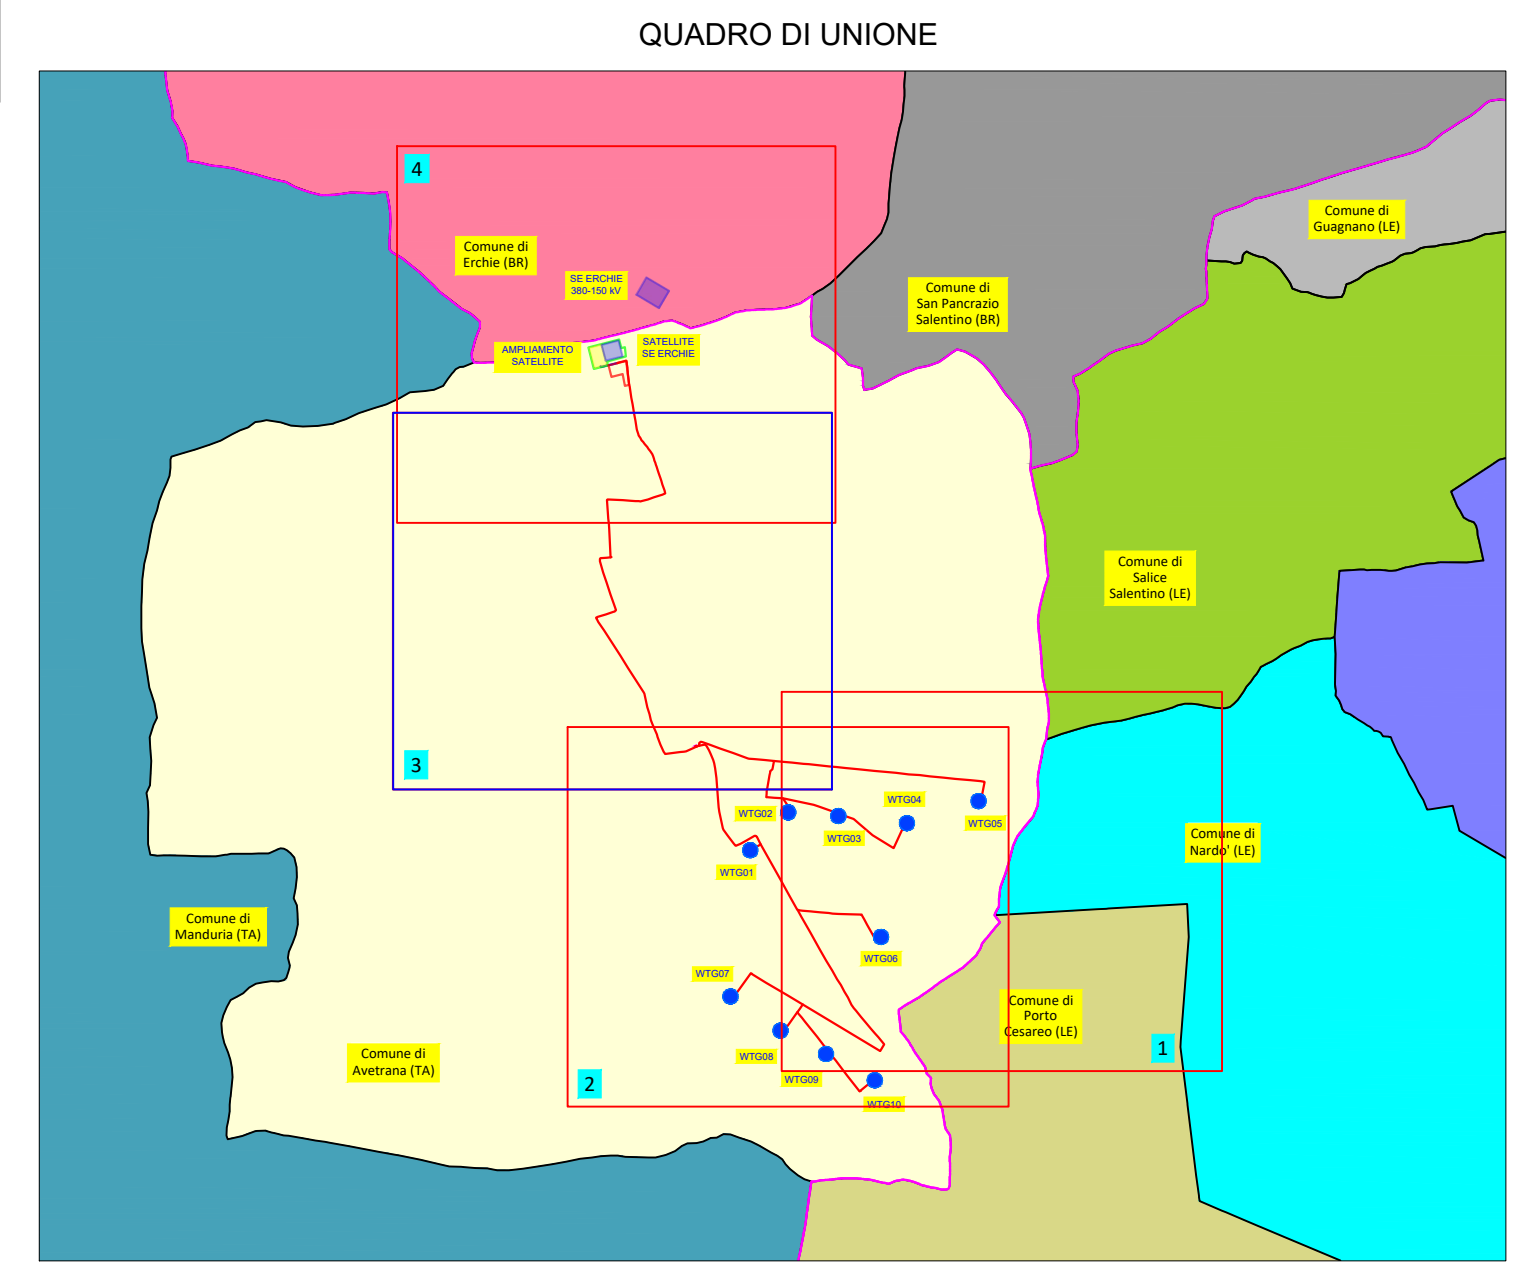 QUADRO DI UNIONE
4
Comune di
Erchie (BR)
SE ERCHIE
380-150 kV
AMPLIAMENTO
SATELLITE
SATELLITE
SE ERCHIE
Comune di
San Pancrazio
Salentino (BR)
Comune di
Guagnano (LE)
Comune di
Salice
Salentino (LE)
3
WTG02
WTG03
WTG04
WTG05
WTG01
Comune di
Nardo' (LE)
Comune di
Manduria (TA)
WTG06
WTG07
WTG08
WTG09
WTG10
Comune di
Porto
Cesareo (LE)
1
Comune di
Avetrana (TA)
2